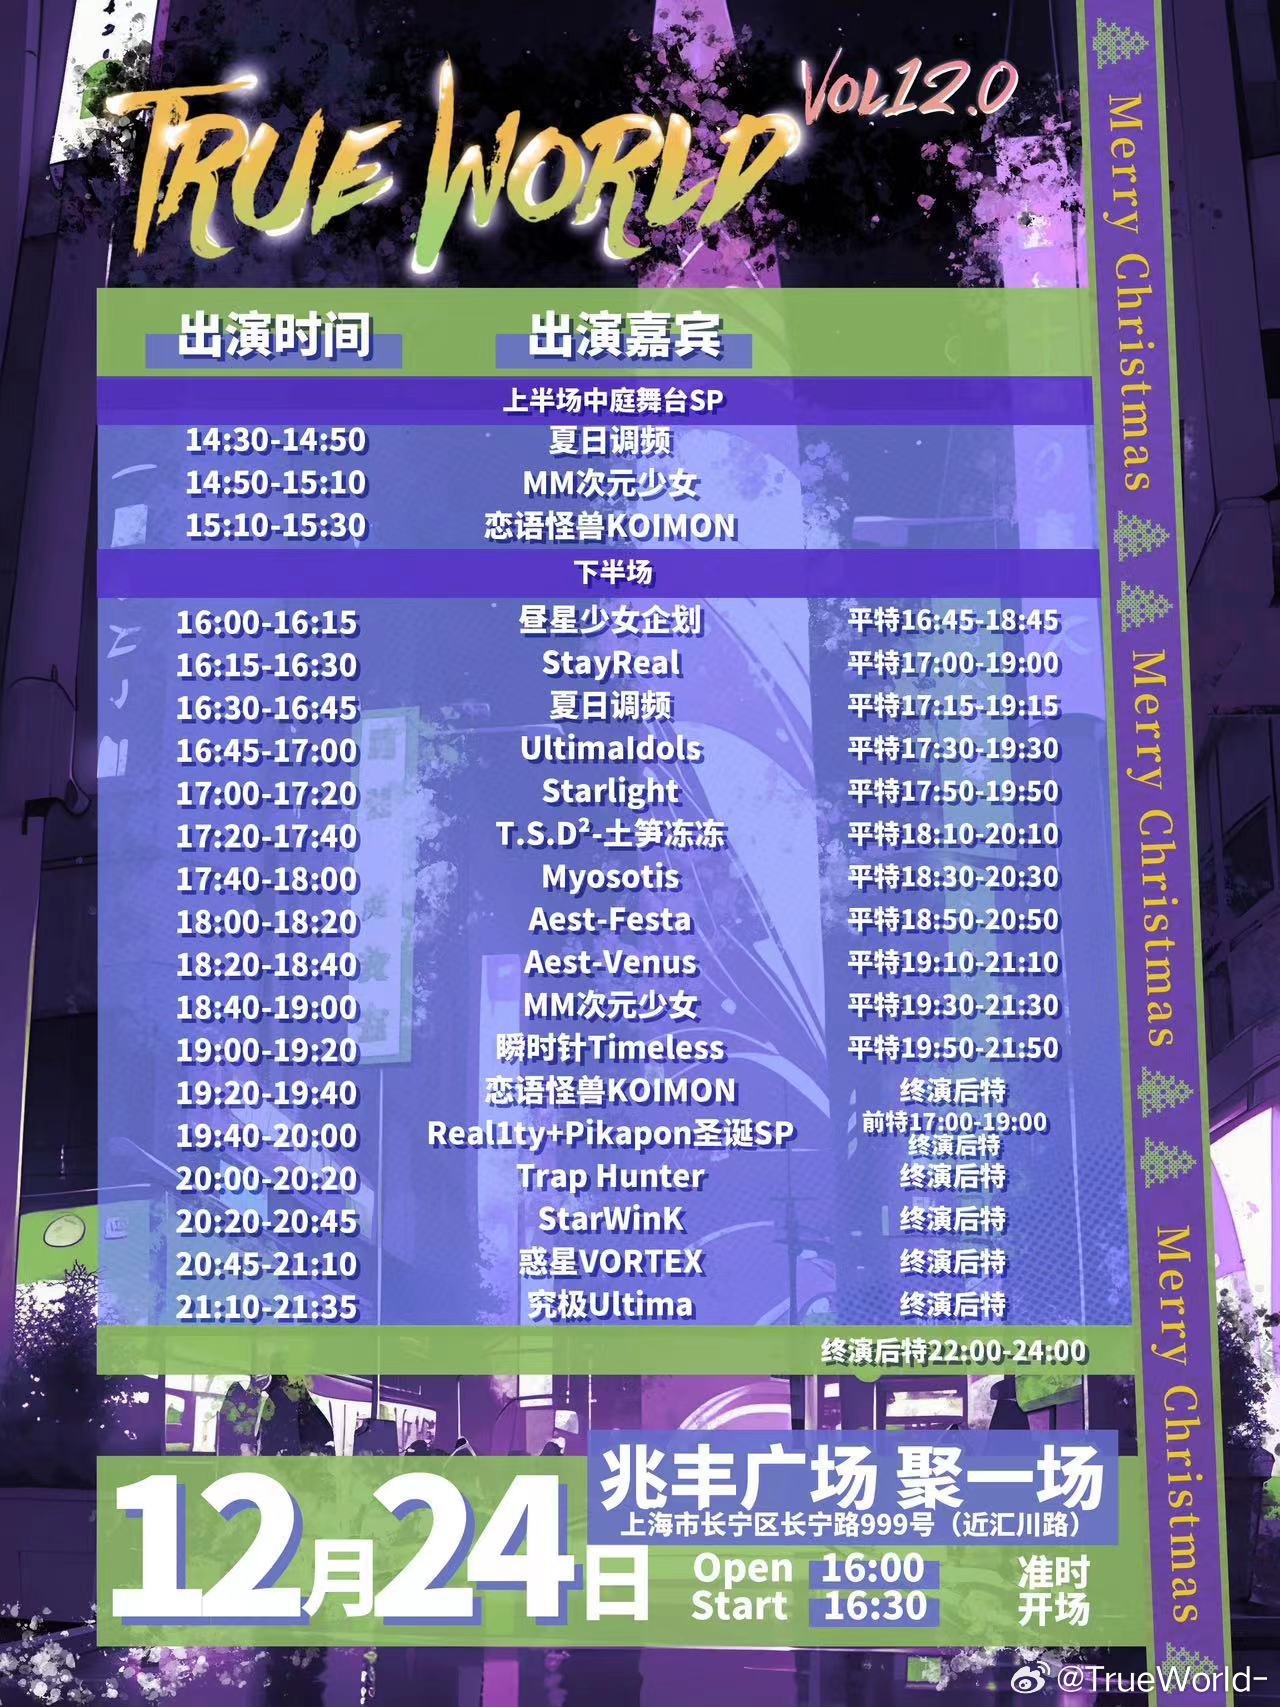 TRUE WORLD Vol12.0
出演时间 出演嘉宾
上半场中庭舞台SP
14:30-14:50 夏日调频
14:50-15:10 MM次元少女
15:10-15:30 恋语怪兽KOIMON
下半场
16:00-16:15 昼星少女企划 平特16:45-18:45
16:15-16:30 StayReal 平特17:00-19:00
16:30-16:45 夏日调频 平特17:15-19:15
16:45-17:00 UltimaIdols 平特17:30-19:30
17:00-17:20 Starlight 平特17:50-19:50
17:20-17:40 T.S.D²-土笋冻冻 平特18:10-20:10
17:40-18:00 Myosotis 平特18:30-20:30
18:00-18:20 Aest-Festa 平特18:50-20:50
18:20-18:40 Aest-Venus 平特19:10-21:10
18:40-19:00 MM次元少女 平特19:30-21:30
19:00-19:20 瞬时针Timeless 平特19:50-21:50
19:20-19:40 恋语怪兽KOIMON 终演后特
19:40-20:00 Real1ty+Pikapon圣诞SP 前特17:00-19:00
终演后特
20:00-20:20 Trap Hunter 终演后特
20:20-20:45 StarWinK 终演后特
20:45-21:10 惑星VORTEX 终演后特
21:10-21:35 究极Ultima 终演后特
终演后特22:00-24:00
12月24日
兆丰广场 聚一场
上海市长宁区长宁路999号（近汇川路）
Open 16:00 准时
Start 16:30 开场
Merry Christmas
Merry Christmas
Merry Christmas
@TrueWorld-